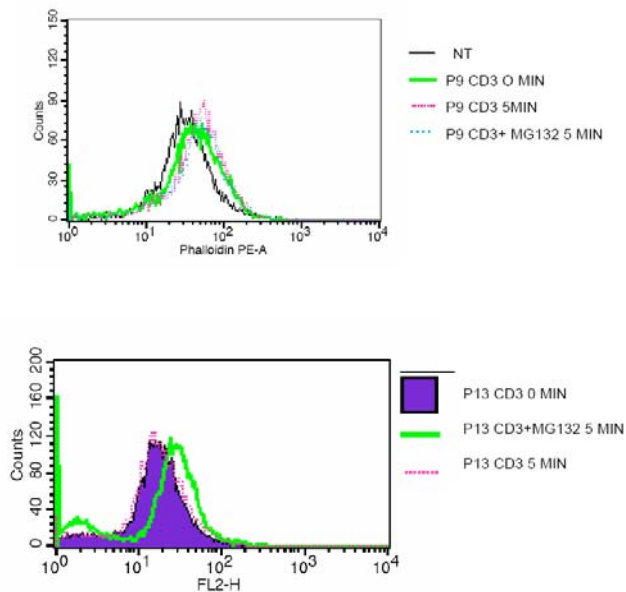 150
120
90
60
30
0
Counts
10^0
10^1
10^2
10^3
10^4
Phalloidin PE-A
NT
P9 CD3 O MIN
P9 CD3 5MIN
P9 CD3+ MG132 5 MIN
200
160
120
80
40
0
Counts
10^0
10^1
10^2
10^3
10^4
FL2-H
P13 CD3 0 MIN
P13 CD3+MG132 5 MIN
P13 CD3 5 MIN